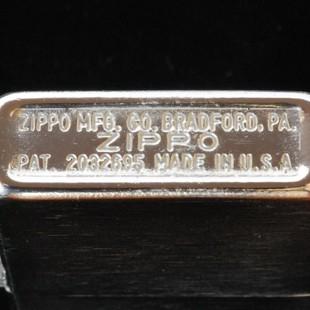 ZIPPO MFG. CO. BRADFORD, PA.
ZIPPO
PAT. 2032695 MADE IN U.S.A